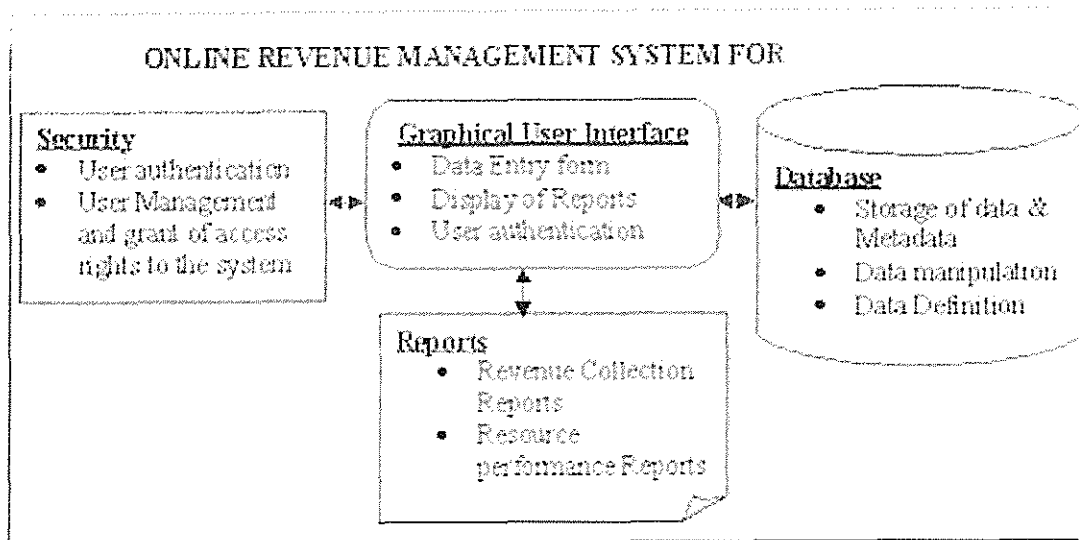 ONLINE REVENUE MANAGEMENT SYSTEM FOR
Security
• User authentication
• User Management
and grant of access
rights to the system
Graphical User Interface
• Data Entry form
• Display of Reports
• User authentication
Database
• Storage of data &
Metadata
• Data manipulation
• Data Definition
Reports
• Revenue Collection
Reports
• Resource
performance Reports